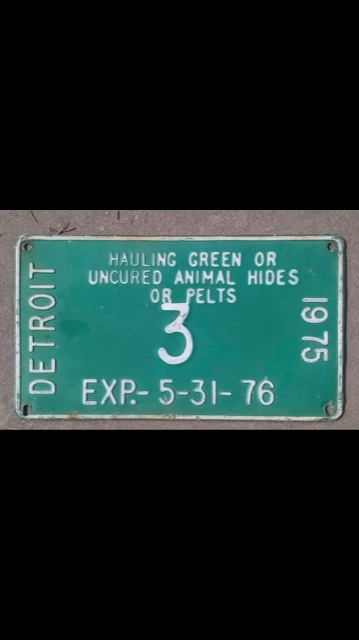 HAULING GREEN OR
UNCURED ANIMAL HIDES
OR PELTS
DETROIT
3
1975
EXP.- 5-31-76